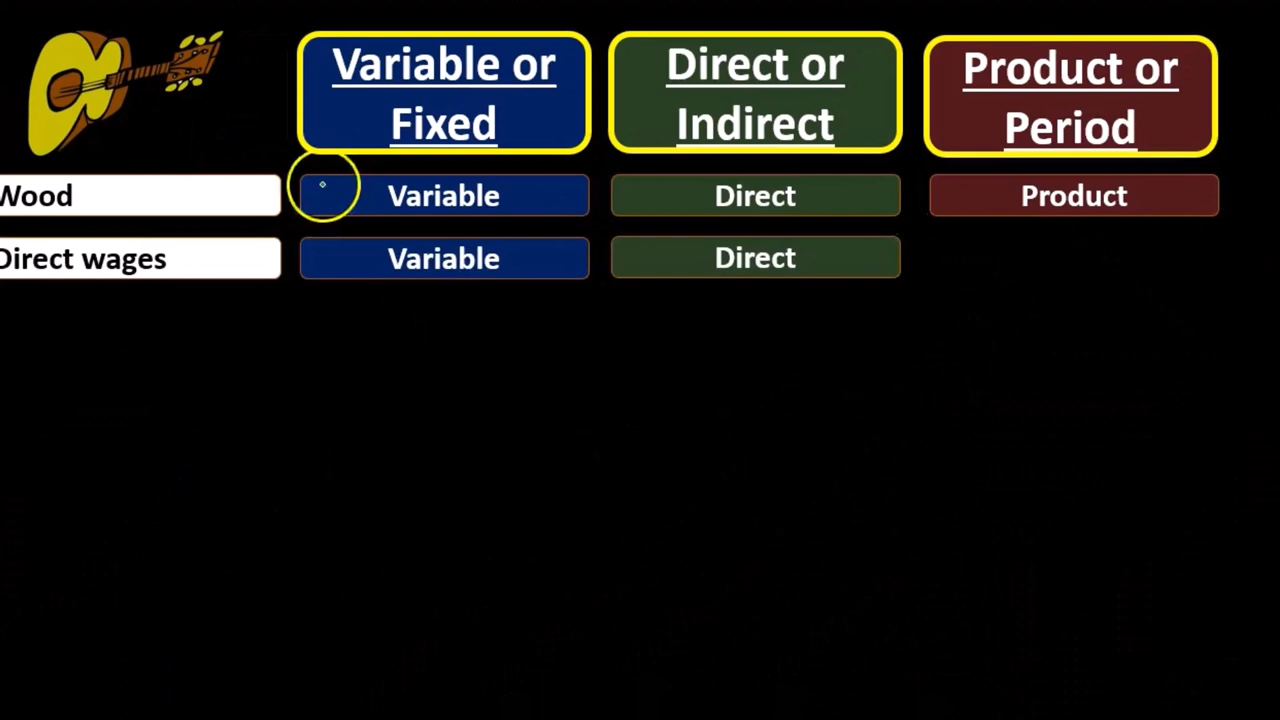 Variable or
Fixed
Direct or
Indirect
Product or
Period
Wood
Variable
Direct
Product
Direct wages
Variable
Direct